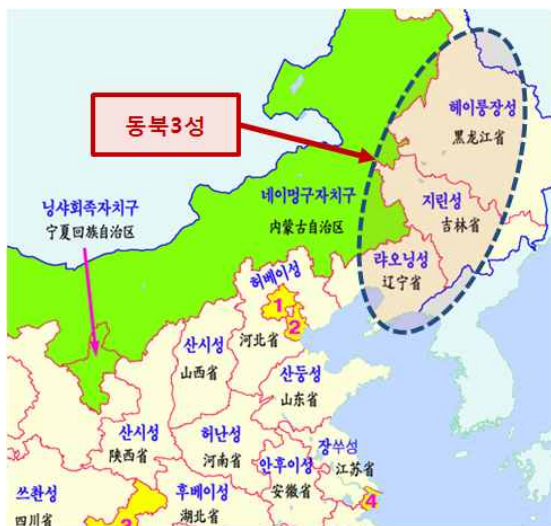 동북3성
헤이룽장성
黑龙江省
네이멍구자치구
内蒙古自治区
지린성
吉林省
닝샤회족자치구
宁夏回族自治区
랴오닝성
辽宁省
허베이성
河北省
1
2
산시성
山西省
산둥성
山东省
산시성
陕西省
허난성
河南省
안후이성
安徽省
장쑤성
江苏省
쓰촨성
四川省
후베이성
湖北省
3
4